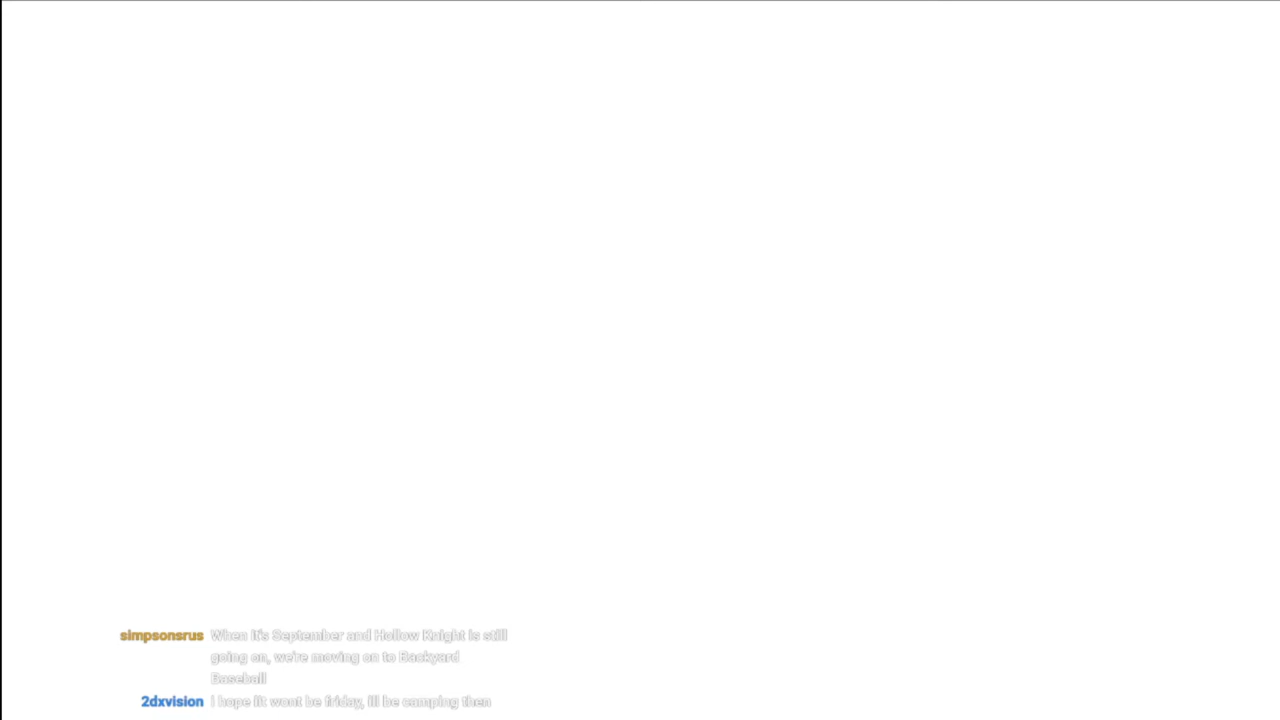 simpsonsrus When it's September and Hollow Knight is still
going on, we're moving on to Backyard
Baseball
2dxvision i hope iit wont be friday, ill be camping then